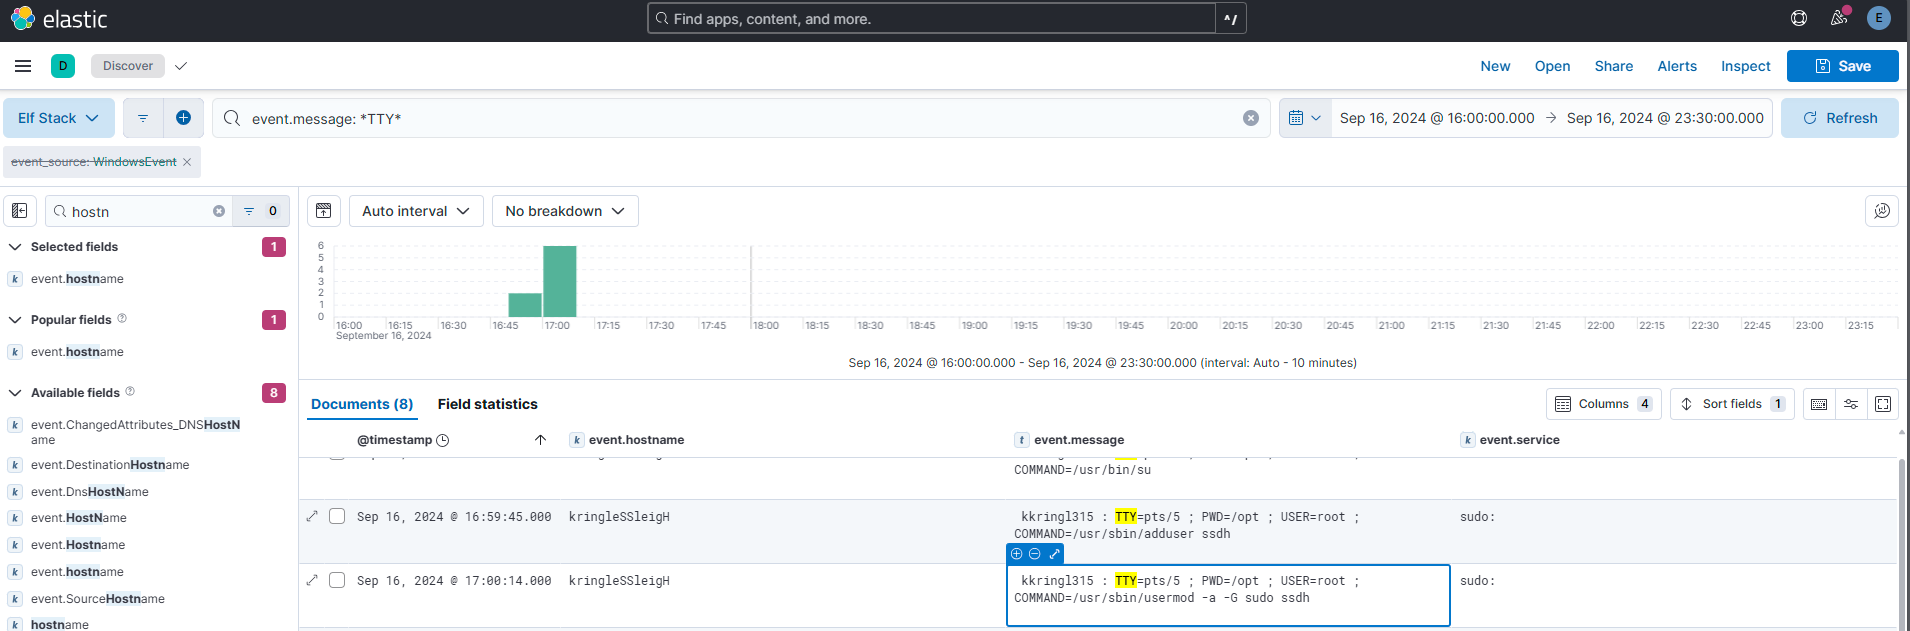 elastic
Find apps, content, and more.
^/
E
D
Discover
New
Open
Share
Alerts
Inspect
Save
Elf Stack
event.message: *TTY*
Sep 16, 2024 @ 16:00:00.000 → Sep 16, 2024 @ 23:30:00.000
Refresh
event_source: WindowsEvent
hostn
0
Auto interval
No breakdown
Selected fields
1
k event.hostname
Popular fields
1
k event.hostname
Available fields
8
k event.ChangedAttributes_DNSHostN
ame
k event.DestinationHostname
k event.DnsHostName
k event.HostName
k event.Hostname
k event.hostname
k event.SourceHostname
k hostname
6
5
4
3
2
1
0
16:00 16:15 16:30 16:45 17:00 17:15 17:30 17:45 18:00 18:15 18:30 18:45 19:00 19:15 19:30 19:45 20:00 20:15 20:30 20:45 21:00 21:15 21:30 21:45 22:00 22:15 22:30 22:45 23:00 23:15
September 16, 2024
Sep 16, 2024 @ 16:00:00.000 - Sep 16, 2024 @ 23:30:00.000 (interval: Auto - 10 minutes)
Documents (8)
Field statistics
Columns 4
Sort fields 1
@timestamp
k event.hostname
t event.message
k event.service
COMMAND=/usr/bin/su
Sep 16, 2024 @ 16:59:45.000
kringleSSleigH
kkringl315 : TTY=pts/5 ; PWD=/opt ; USER=root ;
COMMAND=/usr/sbin/adduser ssdh
sudo:
Sep 16, 2024 @ 17:00:14.000
kringleSSleigH
kkringl315 : TTY=pts/5 ; PWD=/opt ; USER=root ;
COMMAND=/usr/sbin/usermod -a -G sudo ssdh
sudo: